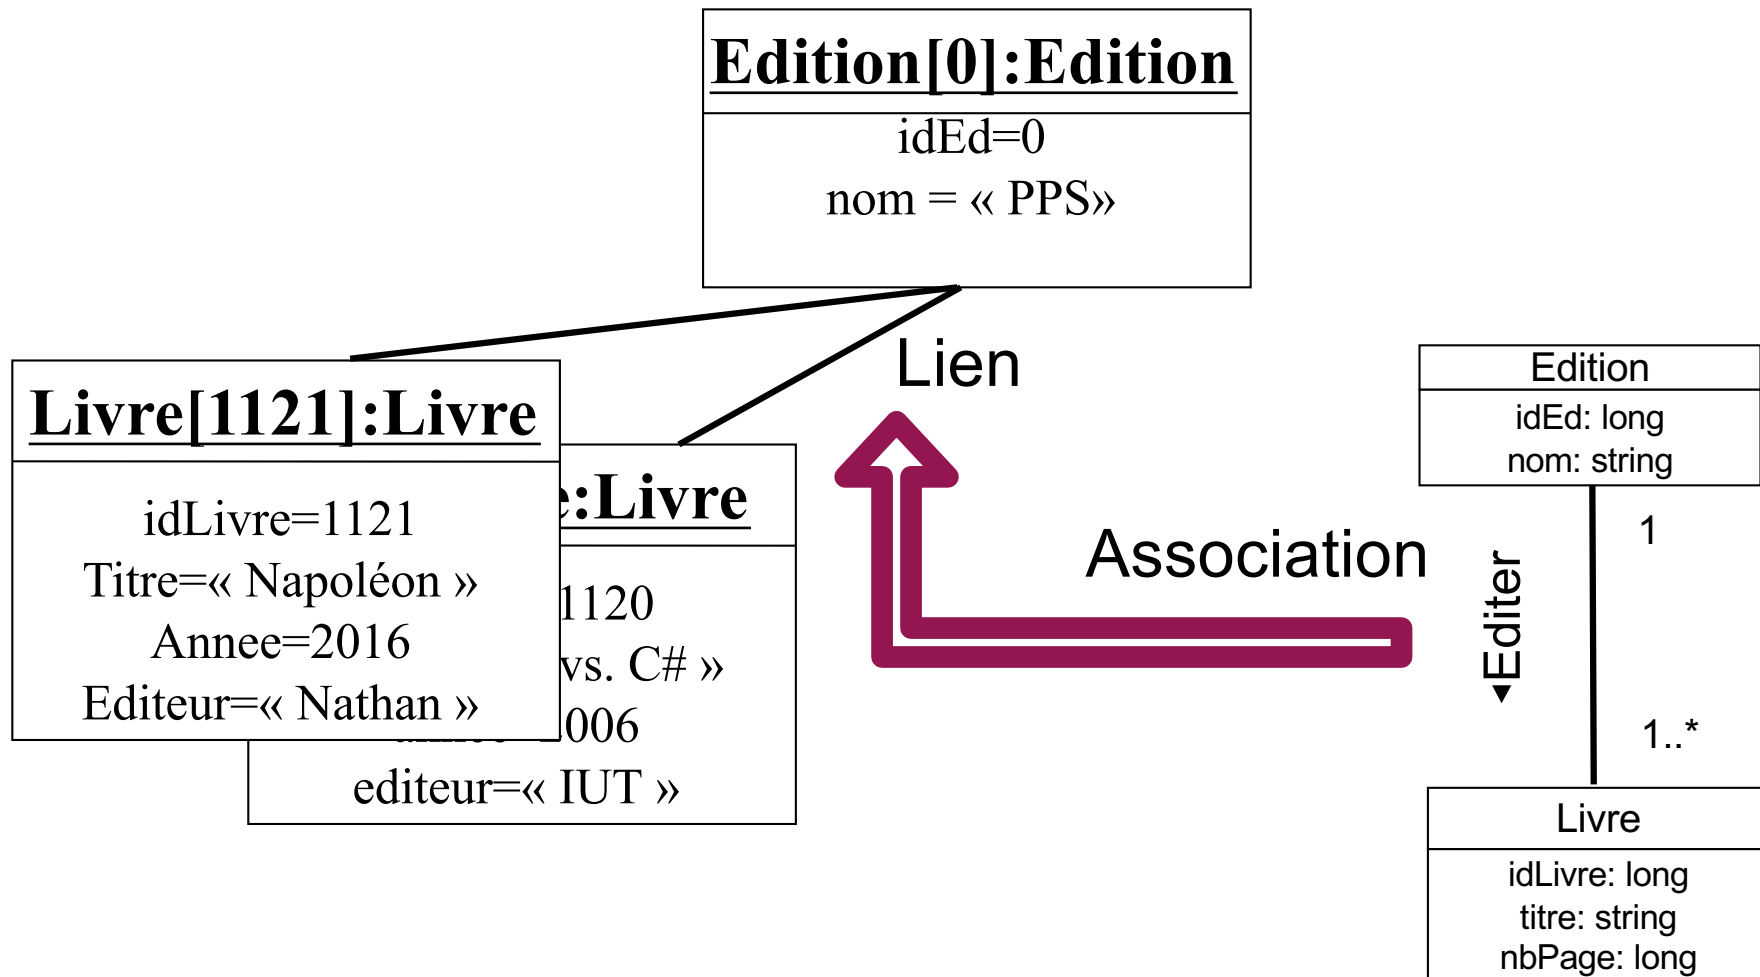 Edition[0]:Edition
idEd=0
nom = « PPS»
Lien
Livre[1121]:Livre
idLivre=1121
Titre=« Napoléon »
Annee=2016
Editeur=« Nathan »
:Livre
1120
vs. C# »
editeur=« IUT »
Association
Edition
idEd: long
nom: string
1
◂Editer
1..*
Livre
idLivre: long
titre: string
nbPage: long